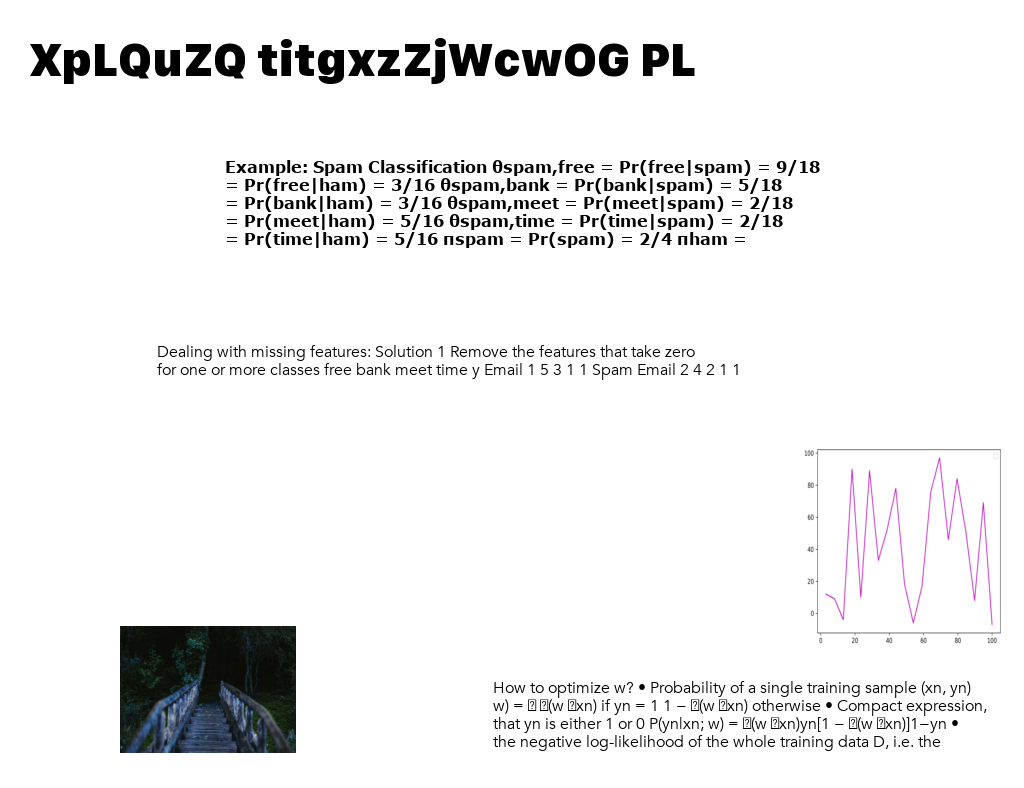 XpLQuZQ titgxzZjWcwOG PL
Example: Spam Classification θspam,free = Pr(free|spam) = 9/18
= Pr(free|ham) = 3/16 θspam,bank = Pr(bank|spam) = 5/18
= Pr(bank|ham) = 3/16 θspam,meet = Pr(meet|spam) = 2/18
= Pr(meet|ham) = 5/16 θspam,time = Pr(time|spam) = 2/18
= Pr(time|ham) = 5/16 πspam = Pr(spam) = 2/4 πham =
Dealing with missing features: Solution 1 Remove the features that take zero
for one or more classes free bank meet time y Email 1 5 3 1 1 Spam Email 2 4 2 1 1
100
80
60
40
20
0
0 20 40 60 80 100
How to optimize w? • Probability of a single training sample (xn, yn)
w) = (w xn) if yn = 1 1 − (w xn) otherwise • Compact expression,
that yn is either 1 or 0 P(yn|xn; w) = (w xn)yn[1 − (w xn)]1−yn •
the negative log-likelihood of the whole training data D, i.e. the